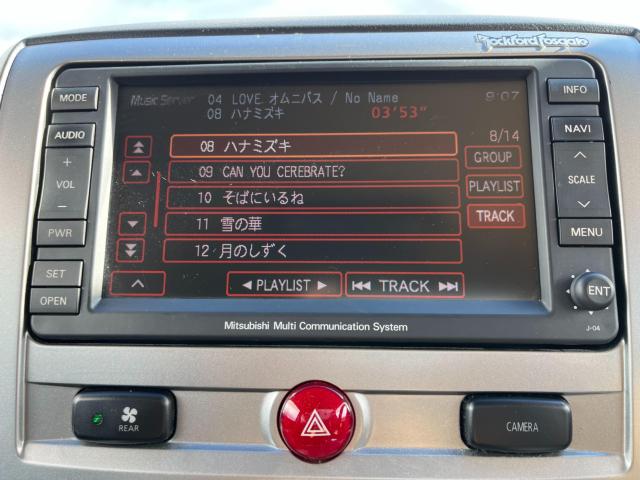 Rockford Fosgate
MODE
AUDIO
+
VOL
−
PWR
SET
OPEN
Music Server
04 LOVE オムニバス / No Name
9:07
08 ハナミズキ
03'53"
8/14
08 ハナミズキ
09 CAN YOU CEREBRATE?
10 そばにいるね
11 雪の華
12 月のしずく
GROUP
PLAYLIST
TRACK
◀ PLAYLIST ▶
⏮ TRACK ⏭
INFO
NAVI
SCALE
MENU
ENT
J-04
Mitsubishi Multi Communication System
REAR
CAMERA